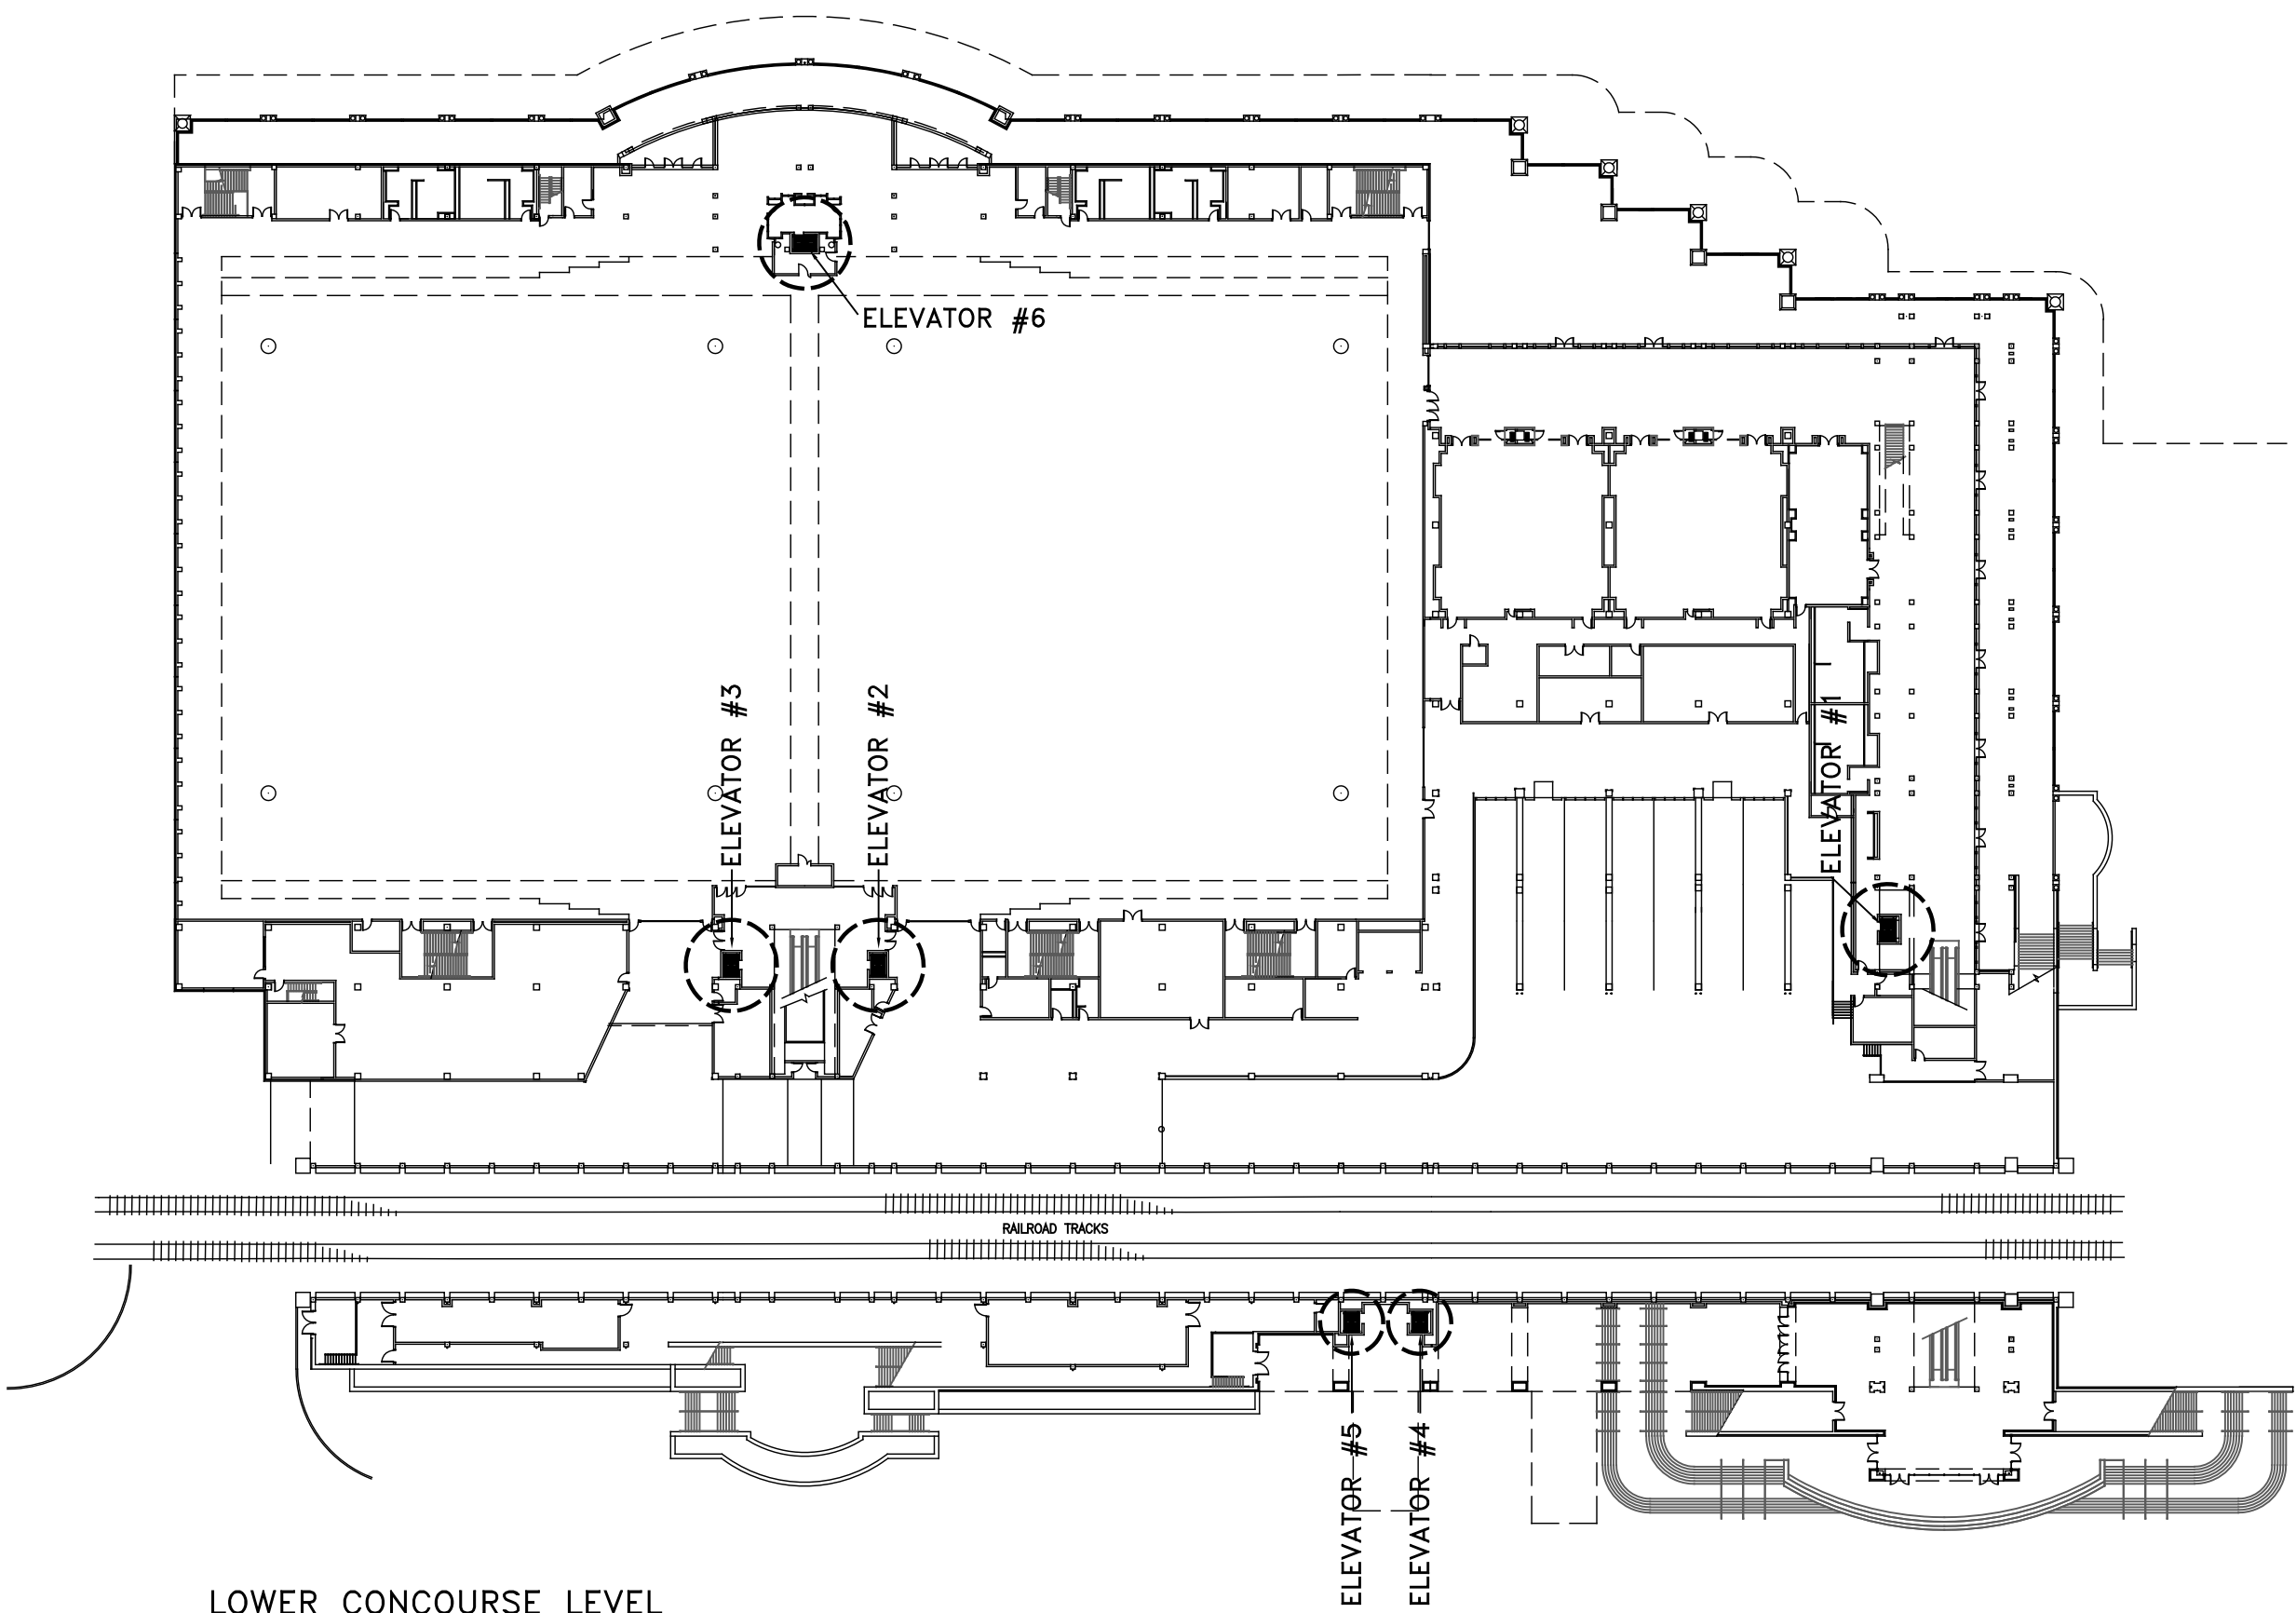 ELEVATOR #6
ELEVATOR #3
ELEVATOR #2
ELEVATOR #1
RAILROAD TRACKS
ELEVATOR #5
ELEVATOR #4
LOWER CONCOURSE LEVEL